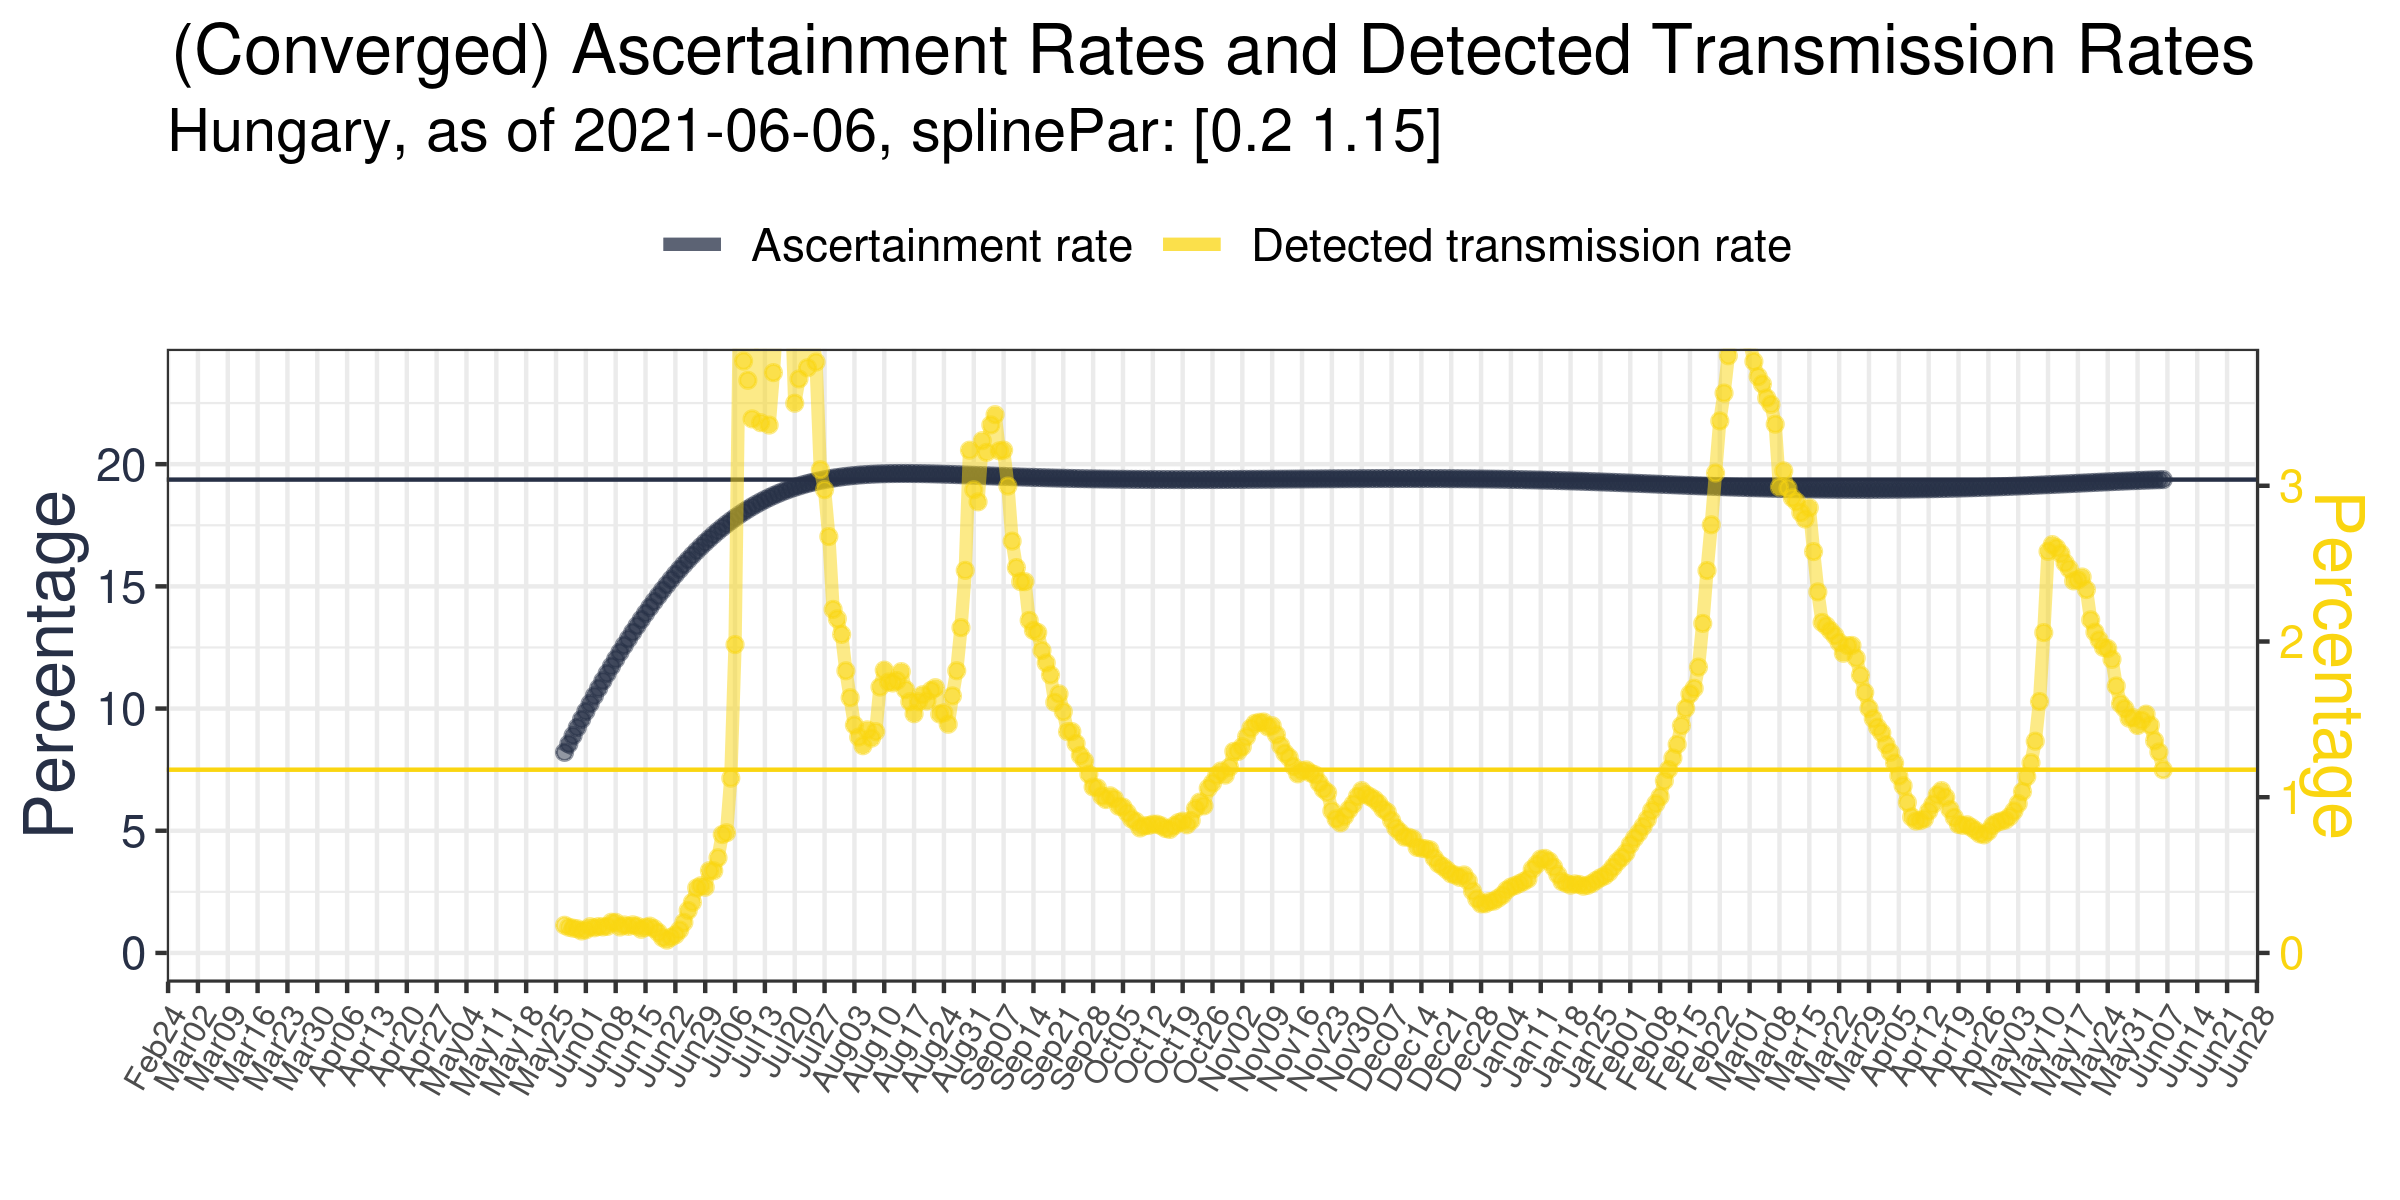 (Converged) Ascertainment Rates and Detected Transmission Rates
Hungary, as of 2021-06-06, splinePar: [0.2 1.15]
Ascertainment rate Detected transmission rate
Percentage
20
15
10
5
0
3
2
1
0
Percentage
Feb24 Mar02 Mar09 Mar16 Mar23 Mar30 Apr06 Apr13 Apr20 Apr27 May04 May11 May18 May25 Jun01 Jun08 Jun15 Jun22 Jun29 Jul06 Jul13 Jul20 Jul27 Aug03 Aug10 Aug17 Aug24 Aug31 Sep07 Sep14 Sep21 Sep28 Oct05 Oct12 Oct19 Oct26 Nov02 Nov09 Nov16 Nov23 Nov30 Dec07 Dec14 Dec21 Dec28 Jan04 Jan11 Jan18 Jan25 Feb01 Feb08 Feb15 Feb22 Mar01 Mar08 Mar15 Mar22 Mar29 Apr05 Apr12 Apr19 Apr26 May03 May10 May17 May24 May31 Jun07 Jun14 Jun21 Jun28